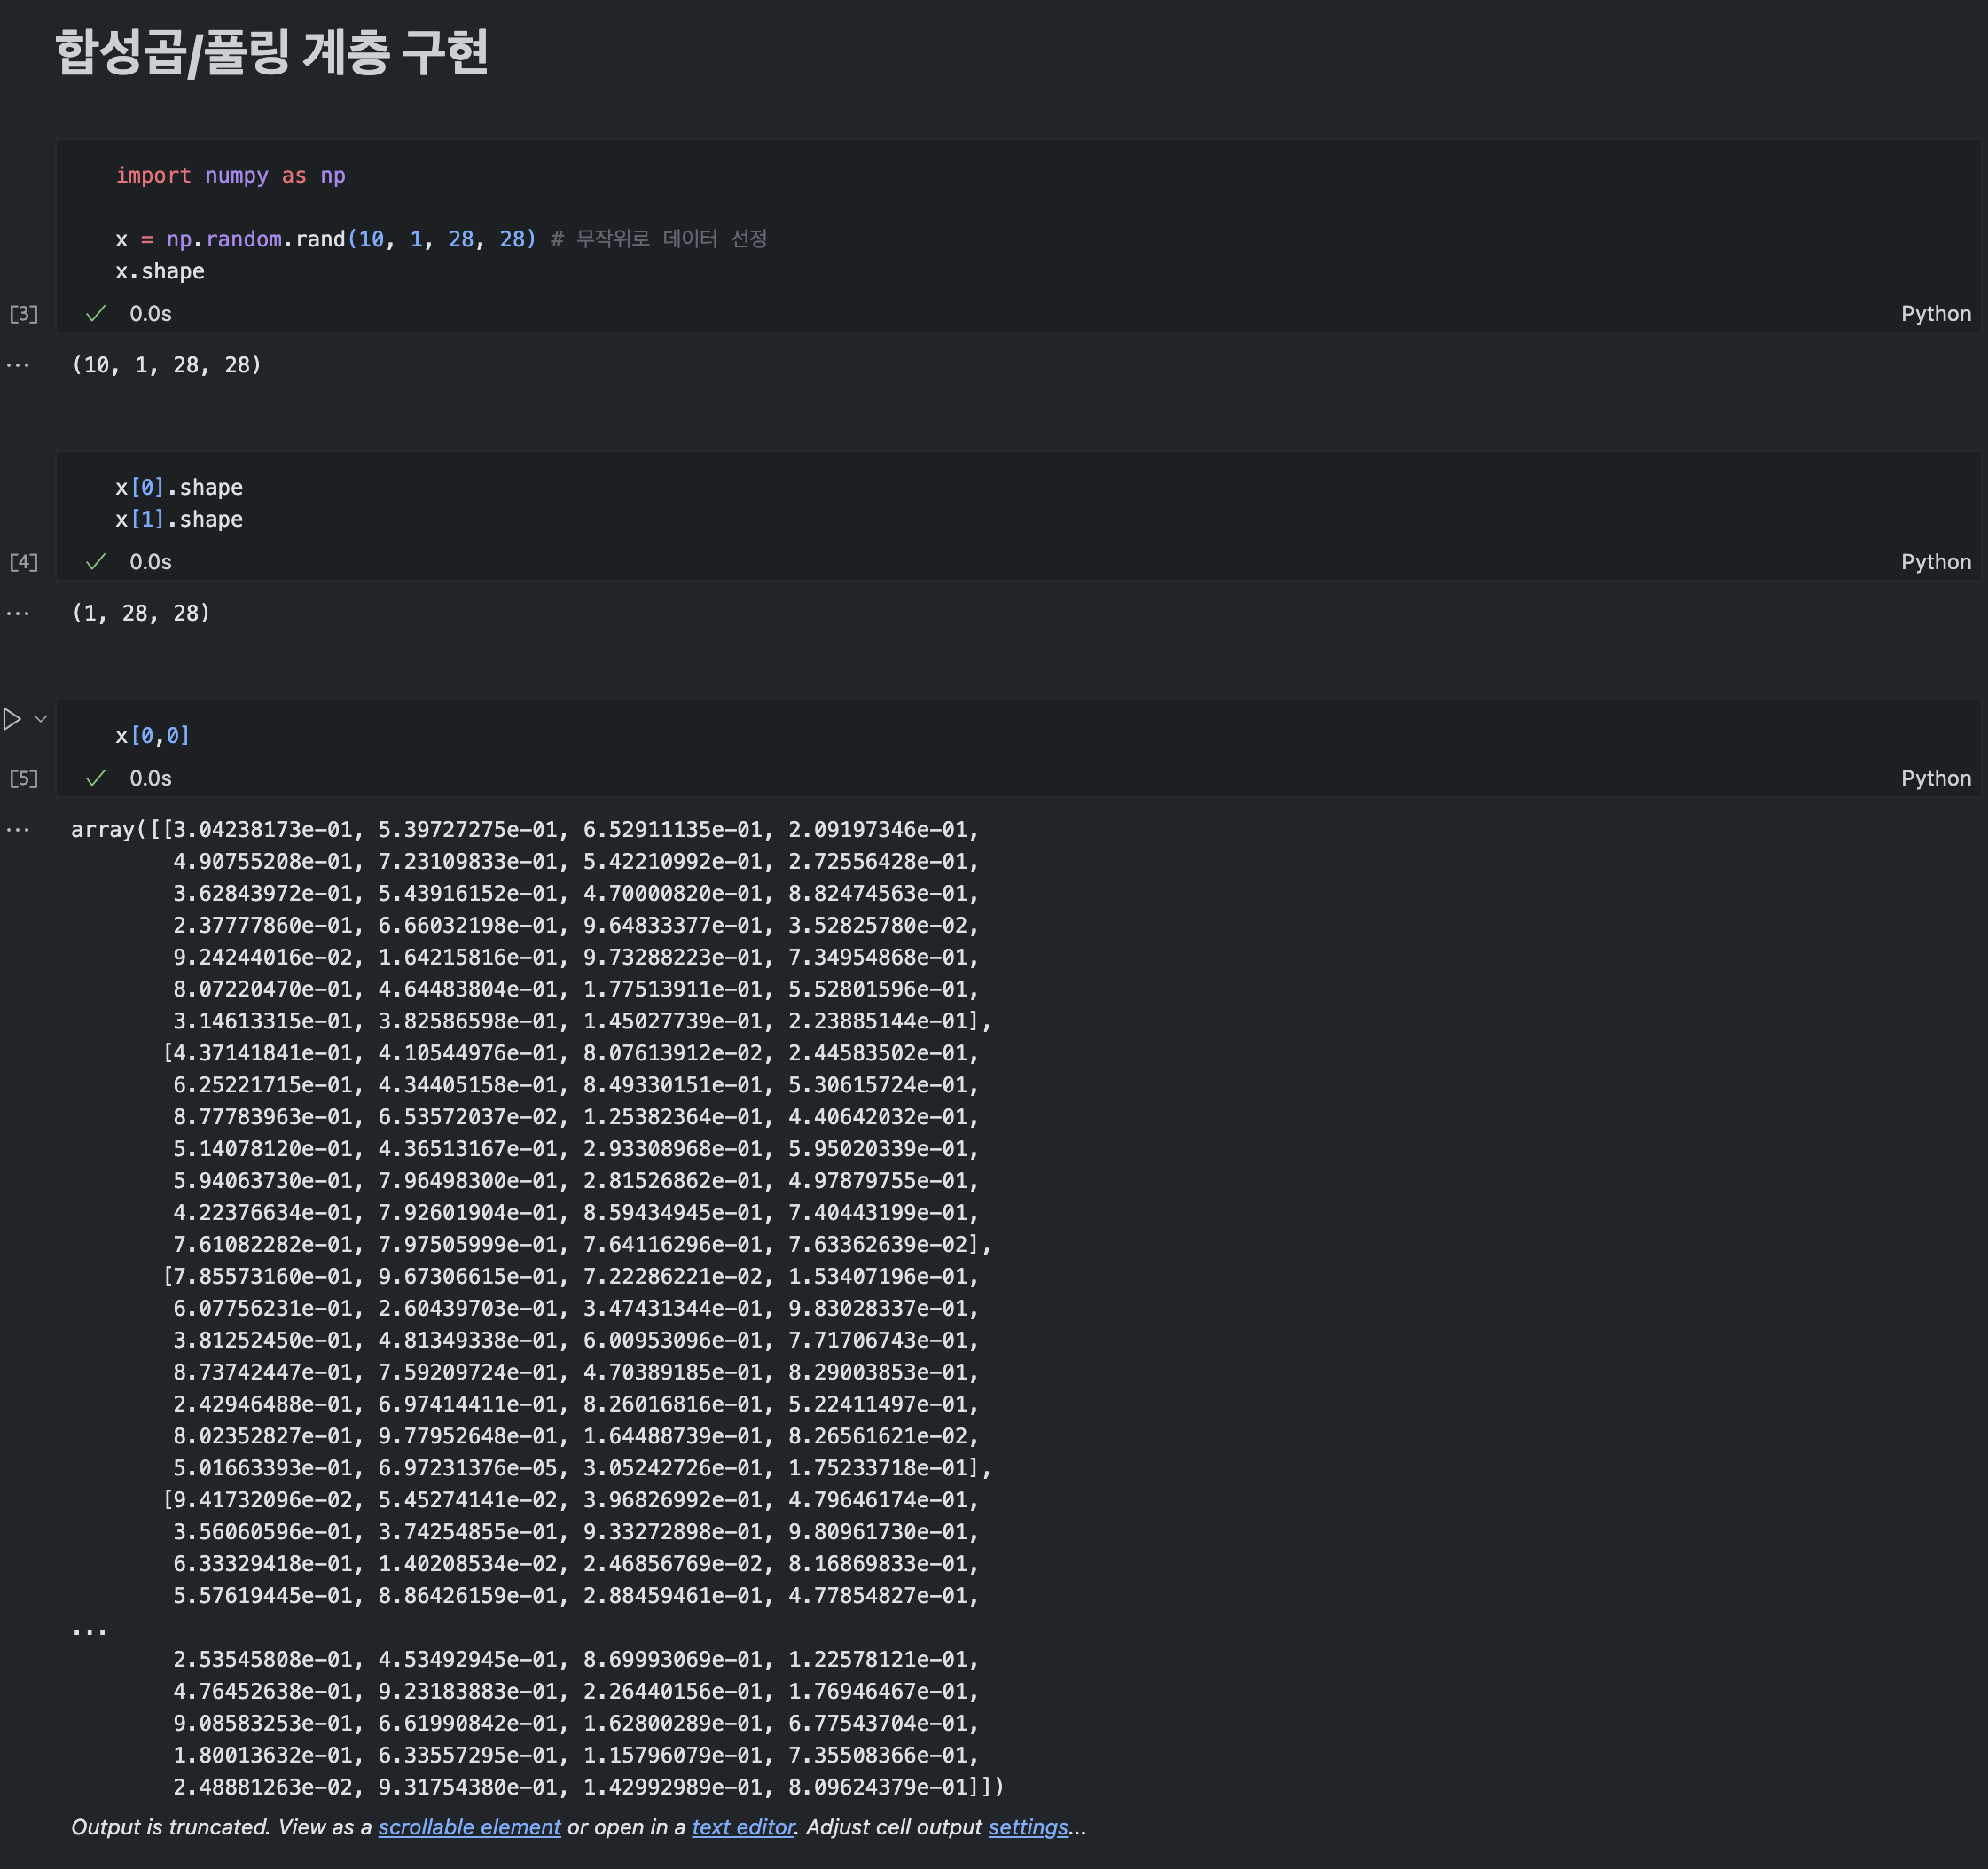 합성곱/풀링 계층 구현
import numpy as np
x = np.random.rand(10, 1, 28, 28) # 무작위로 데이터 선정
x.shape
[3]
0.0s
Python
...
(10, 1, 28, 28)
x[0].shape
x[1].shape
[4]
0.0s
Python
...
(1, 28, 28)
x[0,0]
[5]
0.0s
Python
...
array([[3.04238173e-01, 5.39727275e-01, 6.52911135e-01, 2.09197346e-01,
4.90755208e-01, 7.23109833e-01, 5.42210992e-01, 2.72556428e-01,
3.62843972e-01, 5.43916152e-01, 4.70000820e-01, 8.82474563e-01,
2.37777860e-01, 6.66032198e-01, 9.64833377e-01, 3.52825780e-02,
9.24244016e-02, 1.64215816e-01, 9.73288223e-01, 7.34954868e-01,
8.07220470e-01, 4.64483804e-01, 1.77513911e-01, 5.52801596e-01,
3.14613315e-01, 3.82586598e-01, 1.45027739e-01, 2.23885144e-01],
[4.37141841e-01, 4.10544976e-01, 8.07613912e-02, 2.44583502e-01,
6.25221715e-01, 4.34405158e-01, 8.49330151e-01, 5.30615724e-01,
8.77783963e-01, 6.53572037e-02, 1.25382364e-01, 4.40642032e-01,
5.14078120e-01, 4.36513167e-01, 2.93308968e-01, 5.95020339e-01,
5.94063730e-01, 7.96498300e-01, 2.81526862e-01, 4.97879755e-01,
4.22376634e-01, 7.92601904e-01, 8.59434945e-01, 7.40443199e-01,
7.61082282e-01, 7.97505999e-01, 7.64116296e-01, 7.63362639e-02],
[7.85573160e-01, 9.67306615e-01, 7.22286221e-02, 1.53407196e-01,
6.07756231e-01, 2.60439703e-01, 3.47431344e-01, 9.83028337e-01,
3.81252450e-01, 4.81349338e-01, 6.00953096e-01, 7.71706743e-01,
8.73742447e-01, 7.59209724e-01, 4.70389185e-01, 8.29003853e-01,
2.42946488e-01, 6.97414411e-01, 8.26016816e-01, 5.22411497e-01,
8.02352827e-01, 9.77952648e-01, 1.64488739e-01, 8.26561621e-02,
5.01663393e-01, 6.97231376e-05, 3.05242726e-01, 1.75233718e-01],
[9.41732096e-02, 5.45274141e-02, 3.96826992e-01, 4.79646174e-01,
3.56060596e-01, 3.74254855e-01, 9.33272898e-01, 9.80961730e-01,
6.33329418e-01, 1.40208534e-02, 2.46856769e-02, 8.16869833e-01,
5.57619445e-01, 8.86426159e-01, 2.88459461e-01, 4.77854827e-01,
...
2.53545808e-01, 4.53492945e-01, 8.69993069e-01, 1.22578121e-01,
4.76452638e-01, 9.23183883e-01, 2.26440156e-01, 1.76946467e-01,
9.08583253e-01, 6.61990842e-01, 1.62800289e-01, 6.77543704e-01,
1.80013632e-01, 6.33557295e-01, 1.15796079e-01, 7.35508366e-01,
2.48881263e-02, 9.31754380e-01, 1.42992989e-01, 8.09624379e-01]])
Output is truncated. View as a scrollable element or open in a text editor. Adjust cell output settings...